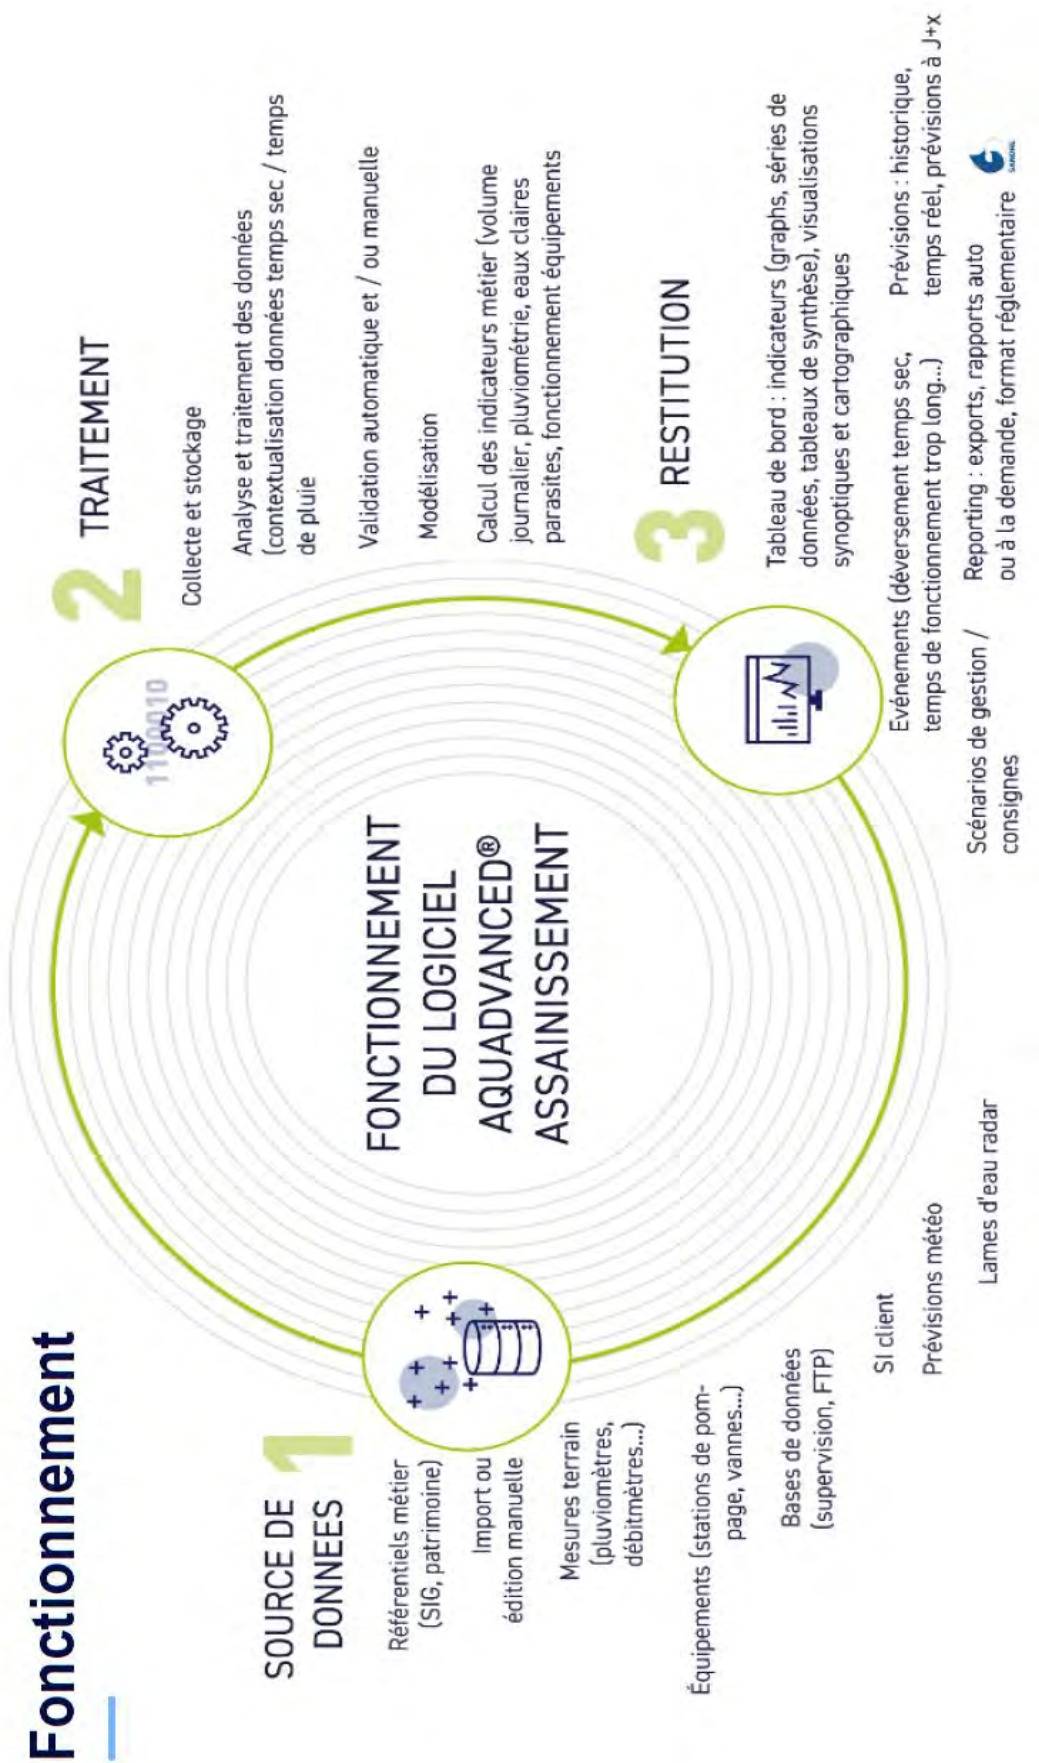 Fonctionnement
FONCTIONNEMENT
DU LOGICIEL
AQUADVANCED®
ASSAINISSEMENT
1
SOURCE DE
DONNEES
Référentiels métier
(SIG, patrimoine)
Import ou
édition manuelle
Mesures terrain
(pluviomètres,
débitmètres...)
Équipements (stations de pom-
page, vannes...)
Bases de données
(supervision, FTP)
SI client
Prévisions météo
Lames d'eau radar
2
TRAITEMENT
1100010
Collecte et stockage
Analyse et traitement des données
(contextualisation données temps sec / temps
de pluie
Validation automatique et / ou manuelle
Modélisation
Calcul des indicateurs métier (volume
journalier, pluviométrie, eaux claires
parasites, fonctionnement équipements
3
RESTITUTION
Tableau de bord : indicateurs (graphs, séries de
données, tableaux de synthèse), visualisations
synoptiques et cartographiques
Evénements (déversement temps sec,
temps de fonctionnement trop long...)
Prévisions : historique,
temps réel, prévisions à J+x
Scénarios de gestion /
consignes
Reporting : exports, rapports auto
ou à la demande, format réglementaire
SANDRE